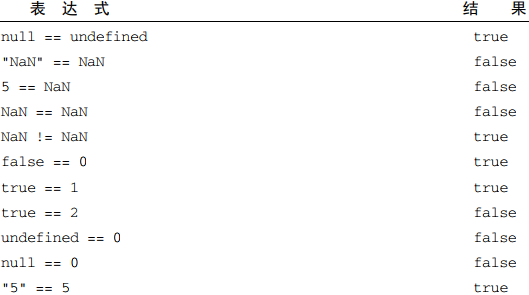 表 达 式 结 果
null == undefined true
"NaN" == NaN false
5 == NaN false
NaN == NaN false
NaN != NaN true
false == 0 true
true == 1 true
true == 2 false
undefined == 0 false
null == 0 false
"5" == 5 true